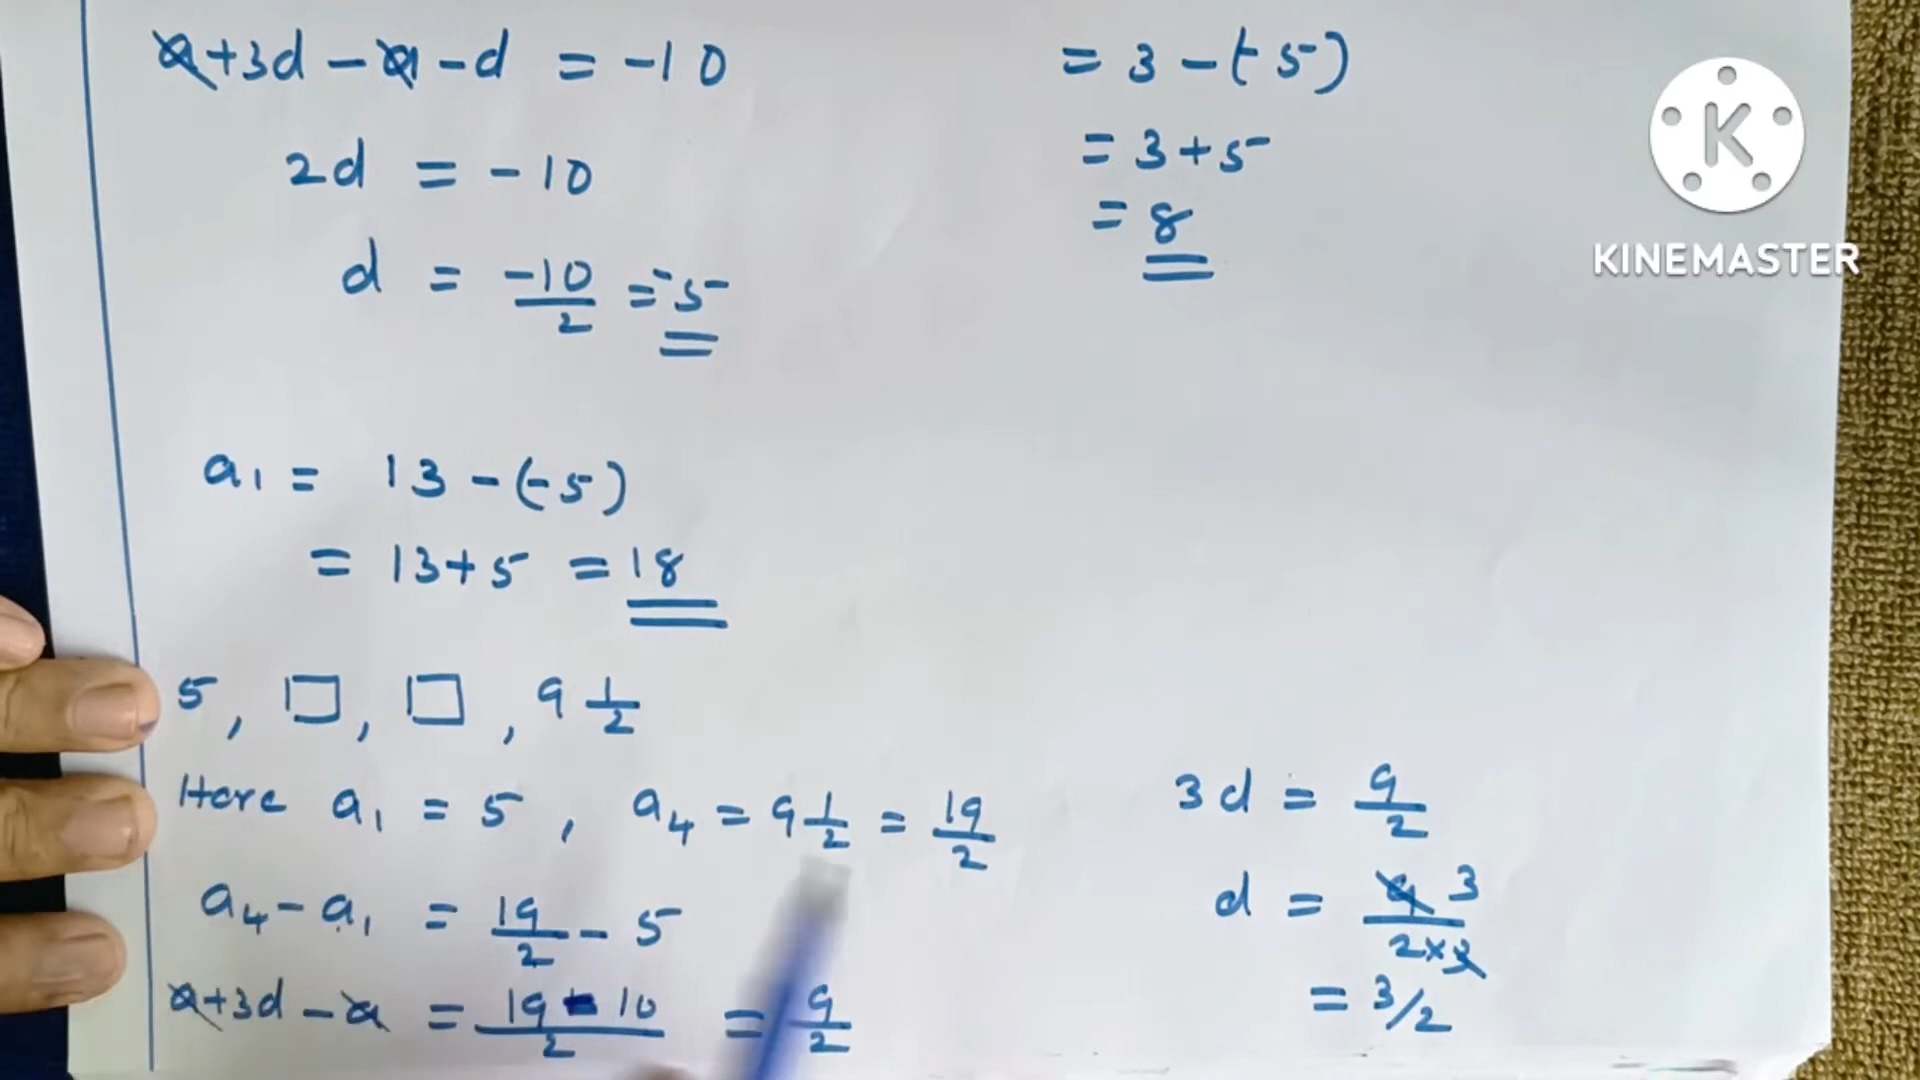 a+3d-a-d = -10
2d = -10
d = -10/2 = -5
= 3-(-5)
= 3+5
= 8
K
KINEMASTER
a₁ = 13-(-5)
= 13+5 = 18
5, □, □, 9 1/2
Here a₁ = 5, a₄ = 9 1/2 = 19/2
a₄-a₁ = 19/2 - 5
a+3d-a = 19-10/2 = 9/2
3d = 9/2
d = 9 3/2×3
= 3/2